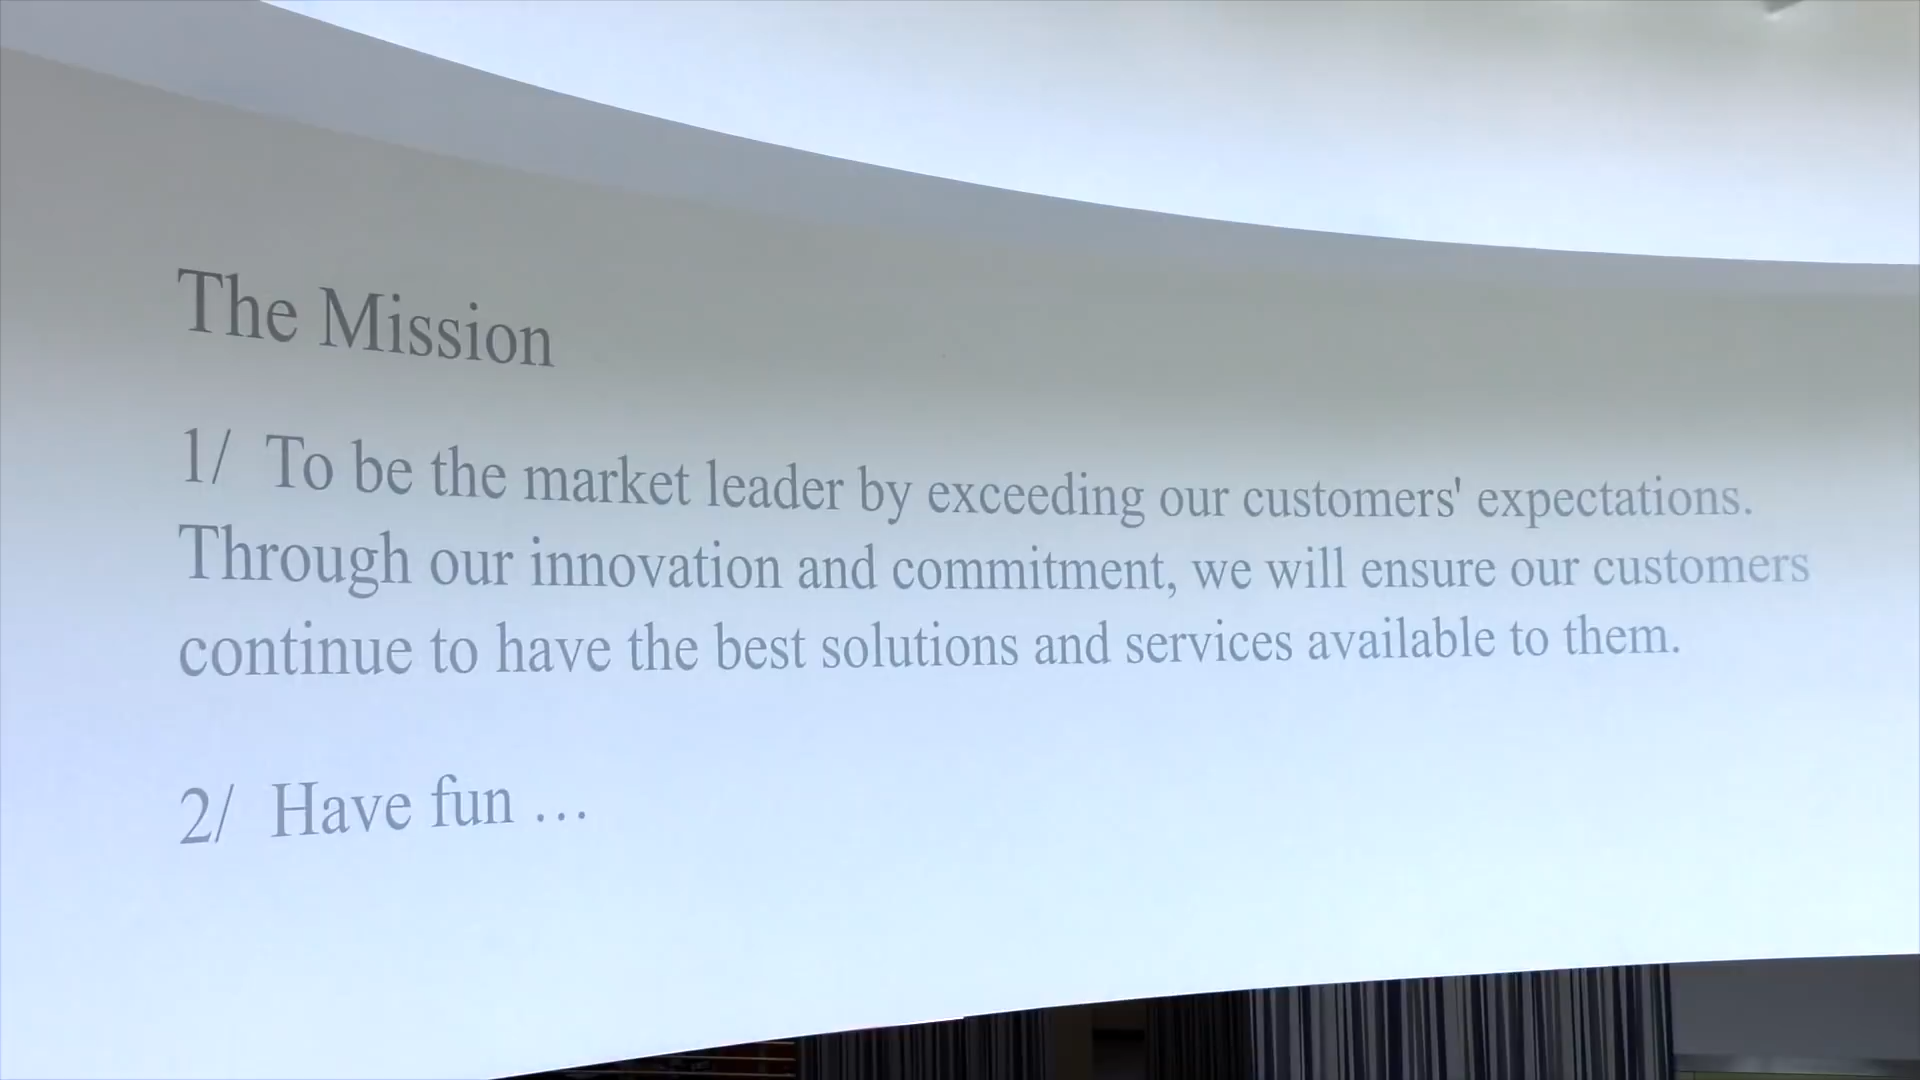 The Mission
1/ To be the market leader by exceeding our customers' expectations.
Through our innovation and commitment, we will ensure our customers
continue to have the best solutions and services available to them.
2/ Have fun ...